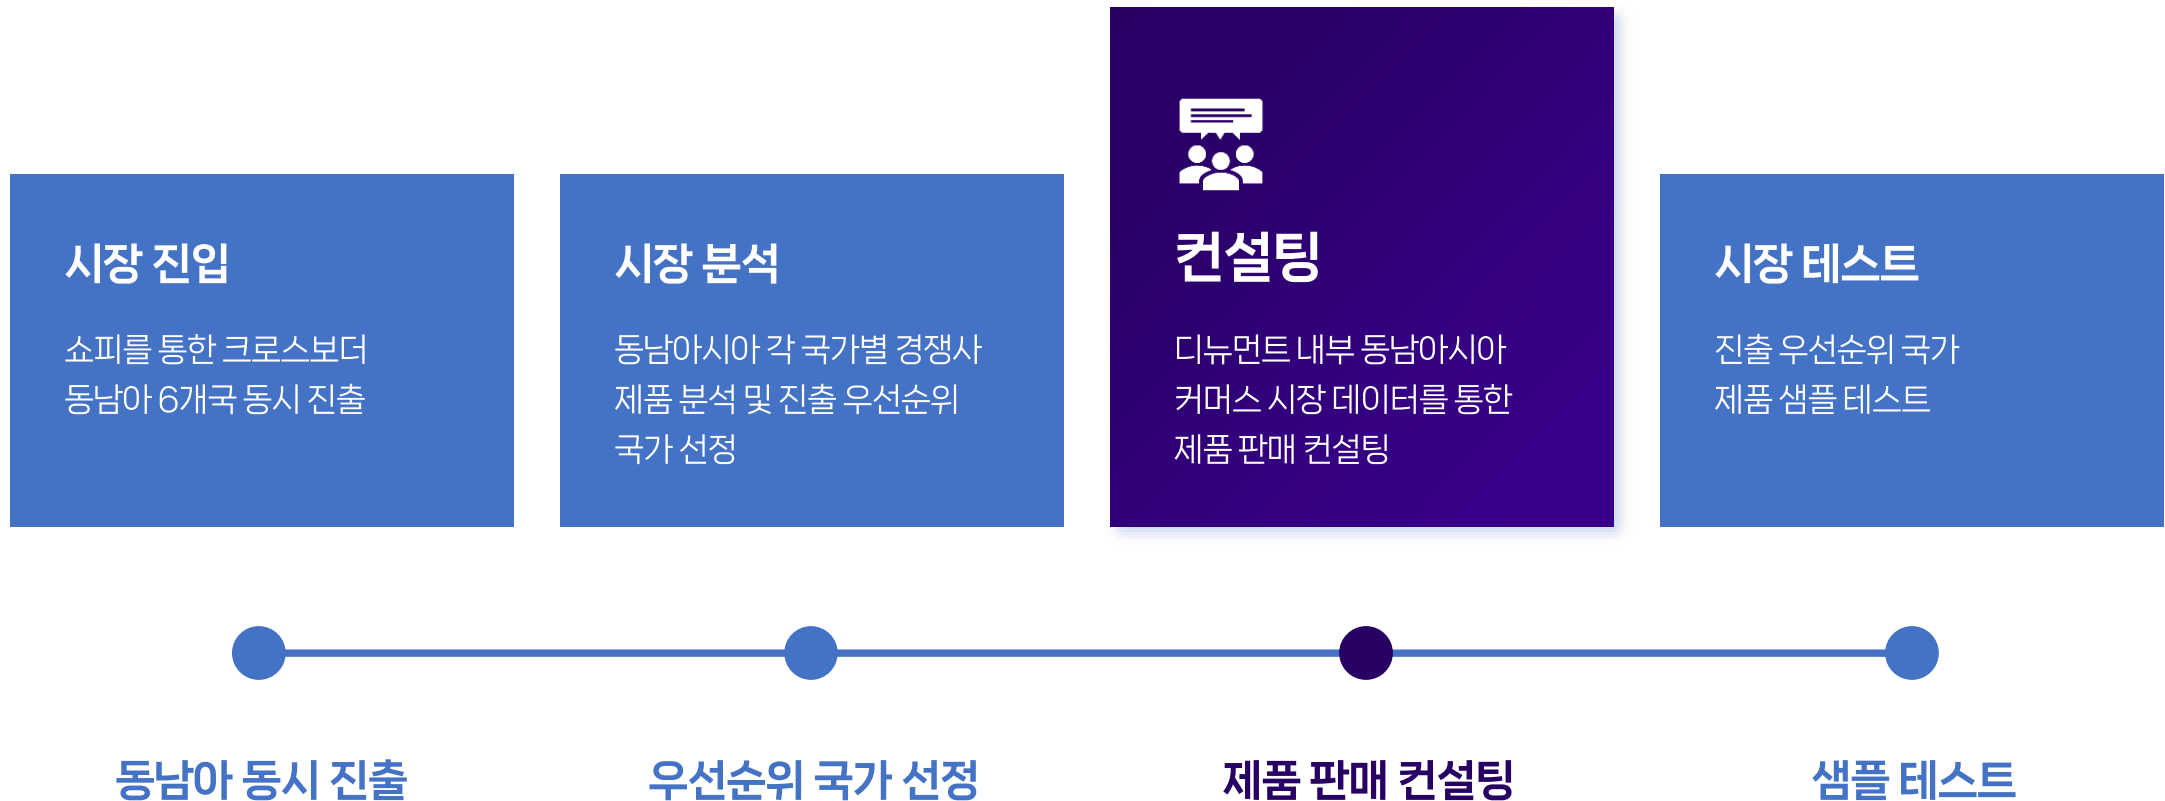 시장 진입
쇼피를 통한 크로스보더
동남아 6개국 동시 진출
시장 분석
동남아시아 각 국가별 경쟁사
제품 분석 및 진출 우선순위
국가 선정
컨설팅
디뉴먼트 내부 동남아시아
커머스 시장 데이터를 통한
제품 판매 컨설팅
시장 테스트
진출 우선순위 국가
제품 샘플 테스트
동남아 동시 진출
우선순위 국가 선정
제품 판매 컨설팅
샘플 테스트